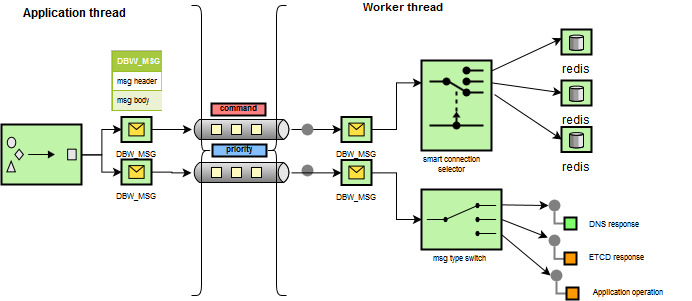 Application thread
Worker thread
DBW_MSG
msg header
msg body
command
priority
DBW_MSG
DBW_MSG
DBW_MSG
DBW_MSG
smart connection
selector
redis
redis
redis
msg type switch
DNS response
ETCD response
Application operation